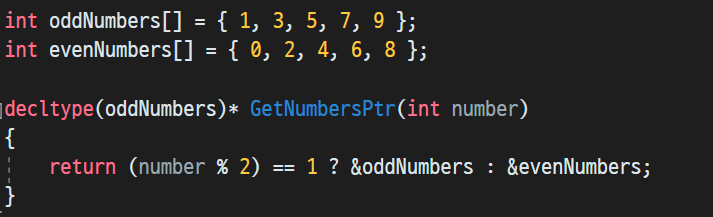 int oddNumbers[] = { 1, 3, 5, 7, 9 };
int evenNumbers[] = { 0, 2, 4, 6, 8 };
decltype(oddNumbers)* GetNumbersPtr(int number)
{
return (number % 2) == 1 ? &oddNumbers : &evenNumbers;
}